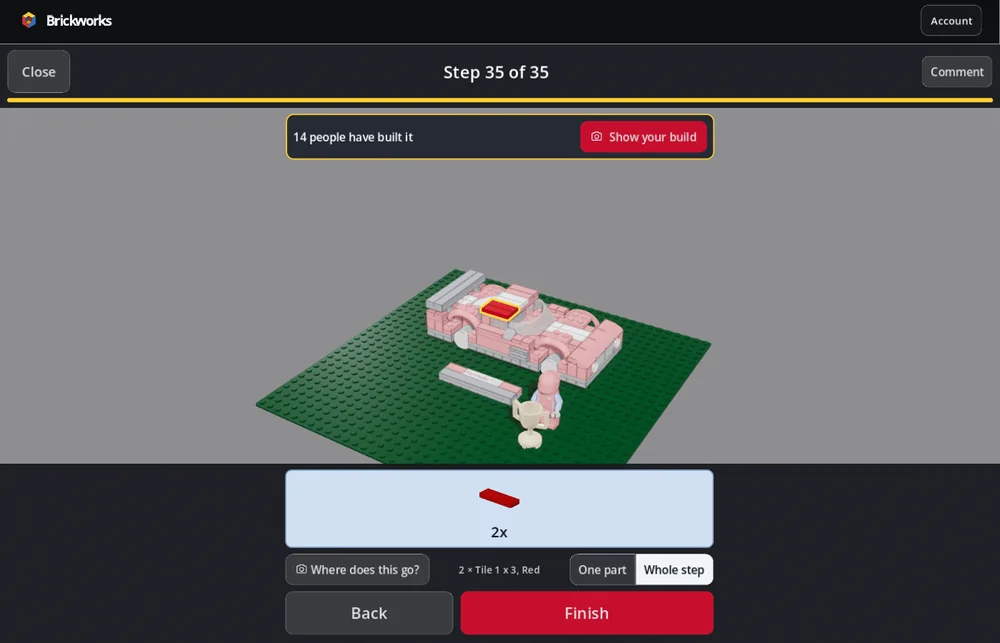 Brickworks
Account
Close
Step 35 of 35
Comment
14 people have built it
Show your build
2x
Where does this go?
2 × Tile 1 x 3, Red
One part
Whole step
Back
Finish